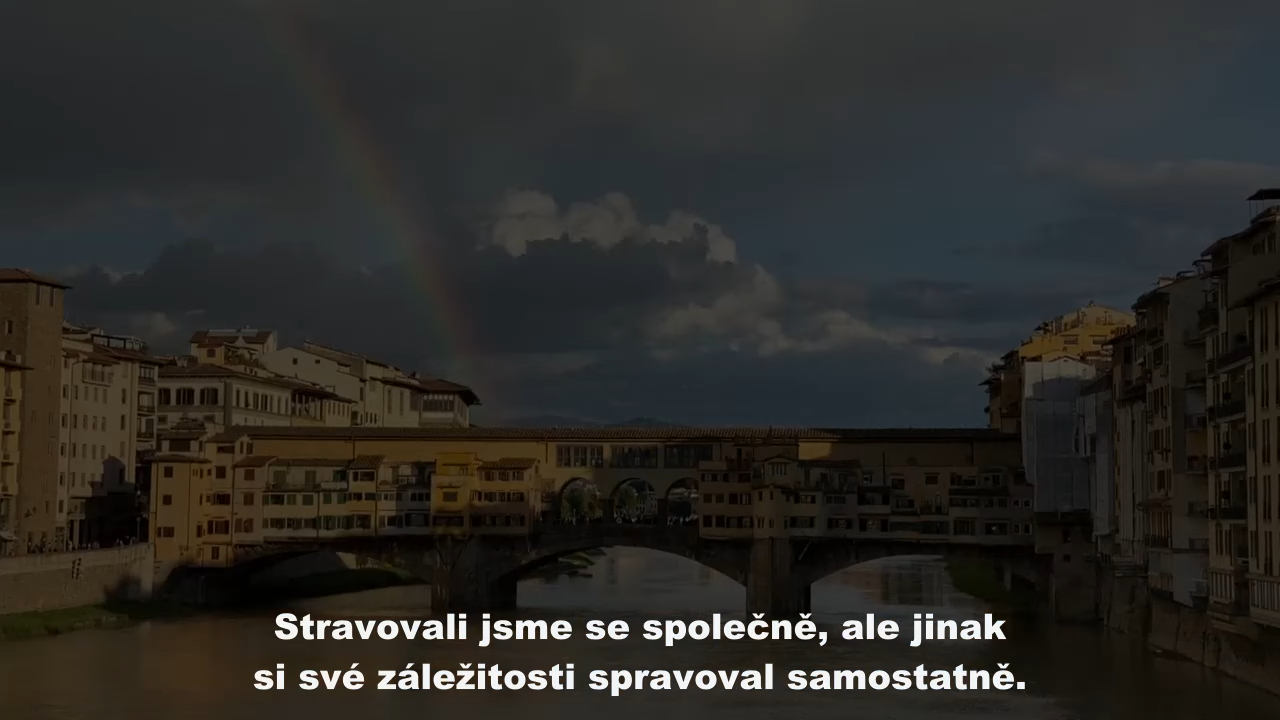 Stravovali jsme se společně, ale jinak
si své záležitosti spravoval samostatně.